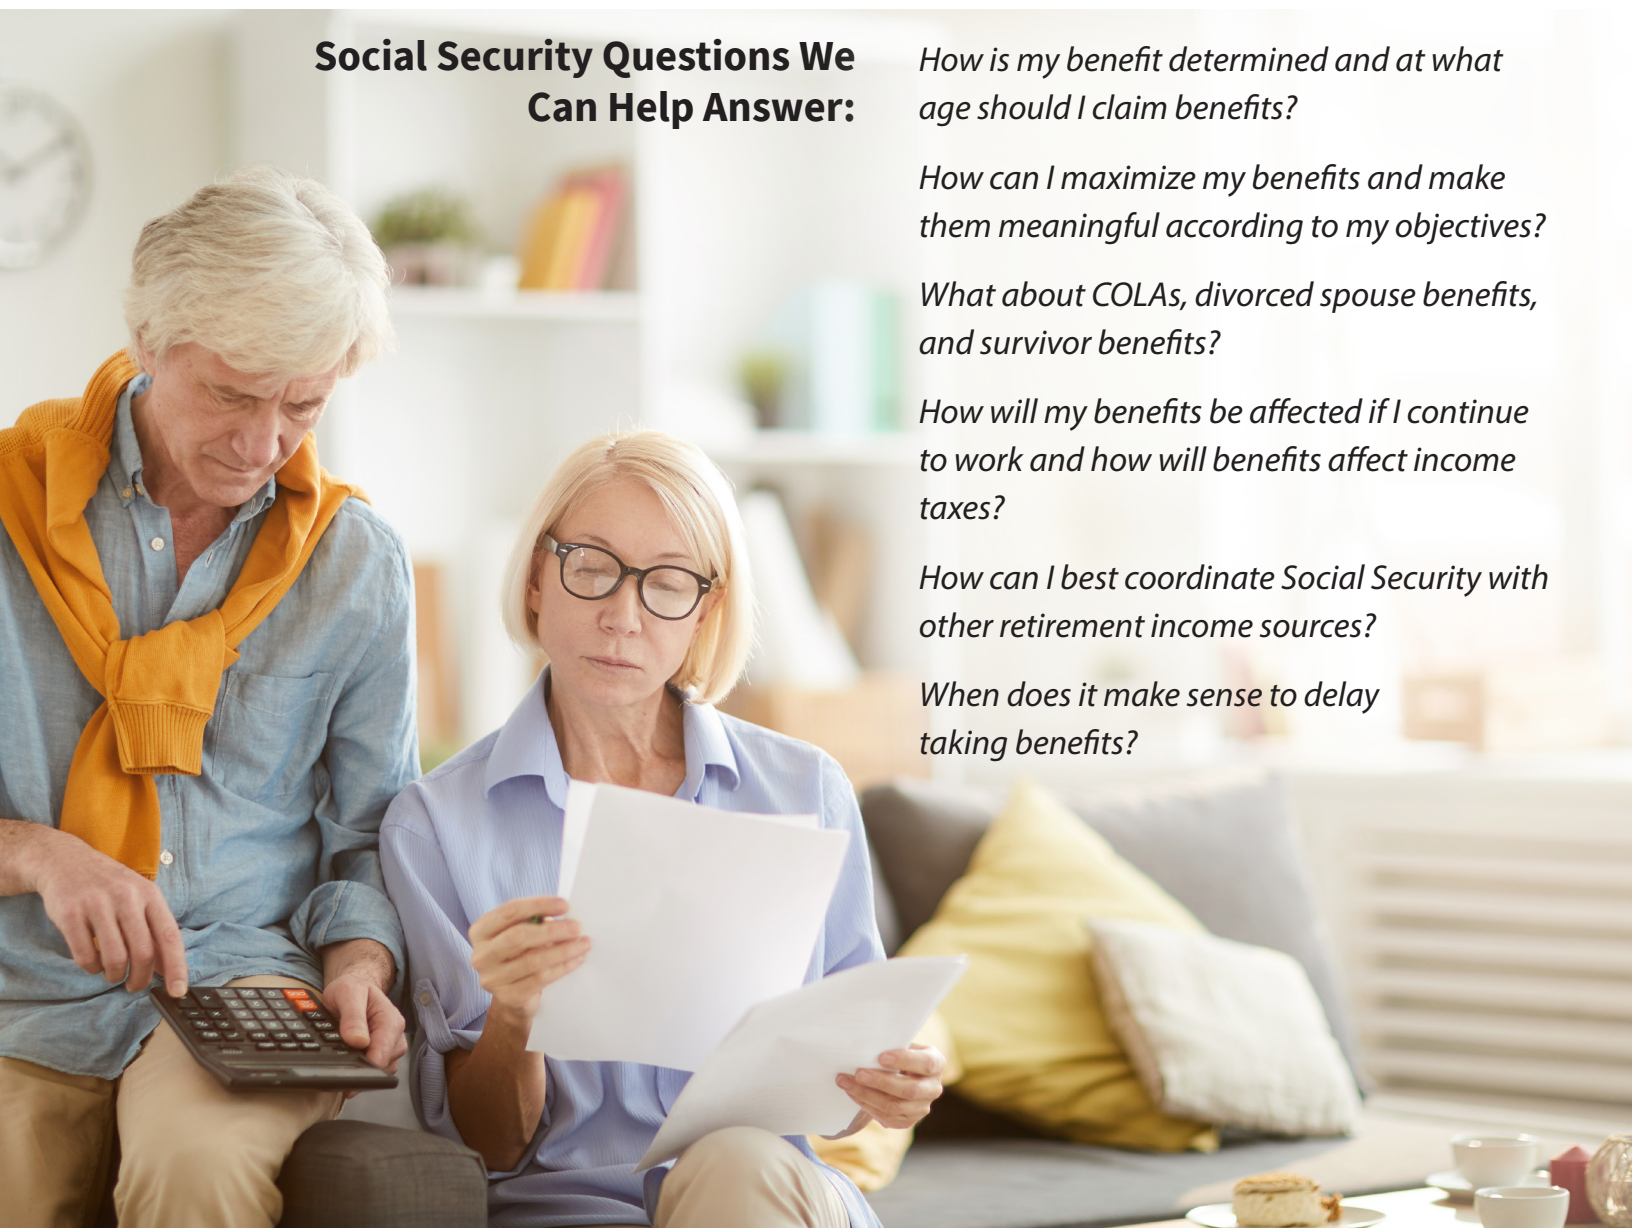 Social Security Questions We
Can Help Answer:
How is my benefit determined and at what
age should I claim benefits?
How can I maximize my benefits and make
them meaningful according to my objectives?
What about COLAs, divorced spouse benefits,
and survivor benefits?
How will my benefits be affected if I continue
to work and how will benefits affect income
taxes?
How can I best coordinate Social Security with
other retirement income sources?
When does it make sense to delay
taking benefits?